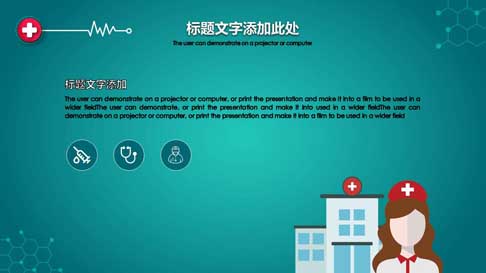 标题文字添加此处
The user can demonstrate on a projector or computer
标题文字添加
The user can demonstrate on a projector or computer, or print the presentation and make it into a film to be used in a
wider fieldThe user can demonstrate, or print the presentation and make it into used in a wider fieldThe user can
demonstrate on a projector or computer, or print the presentation and make it into a film to be used in a wider field